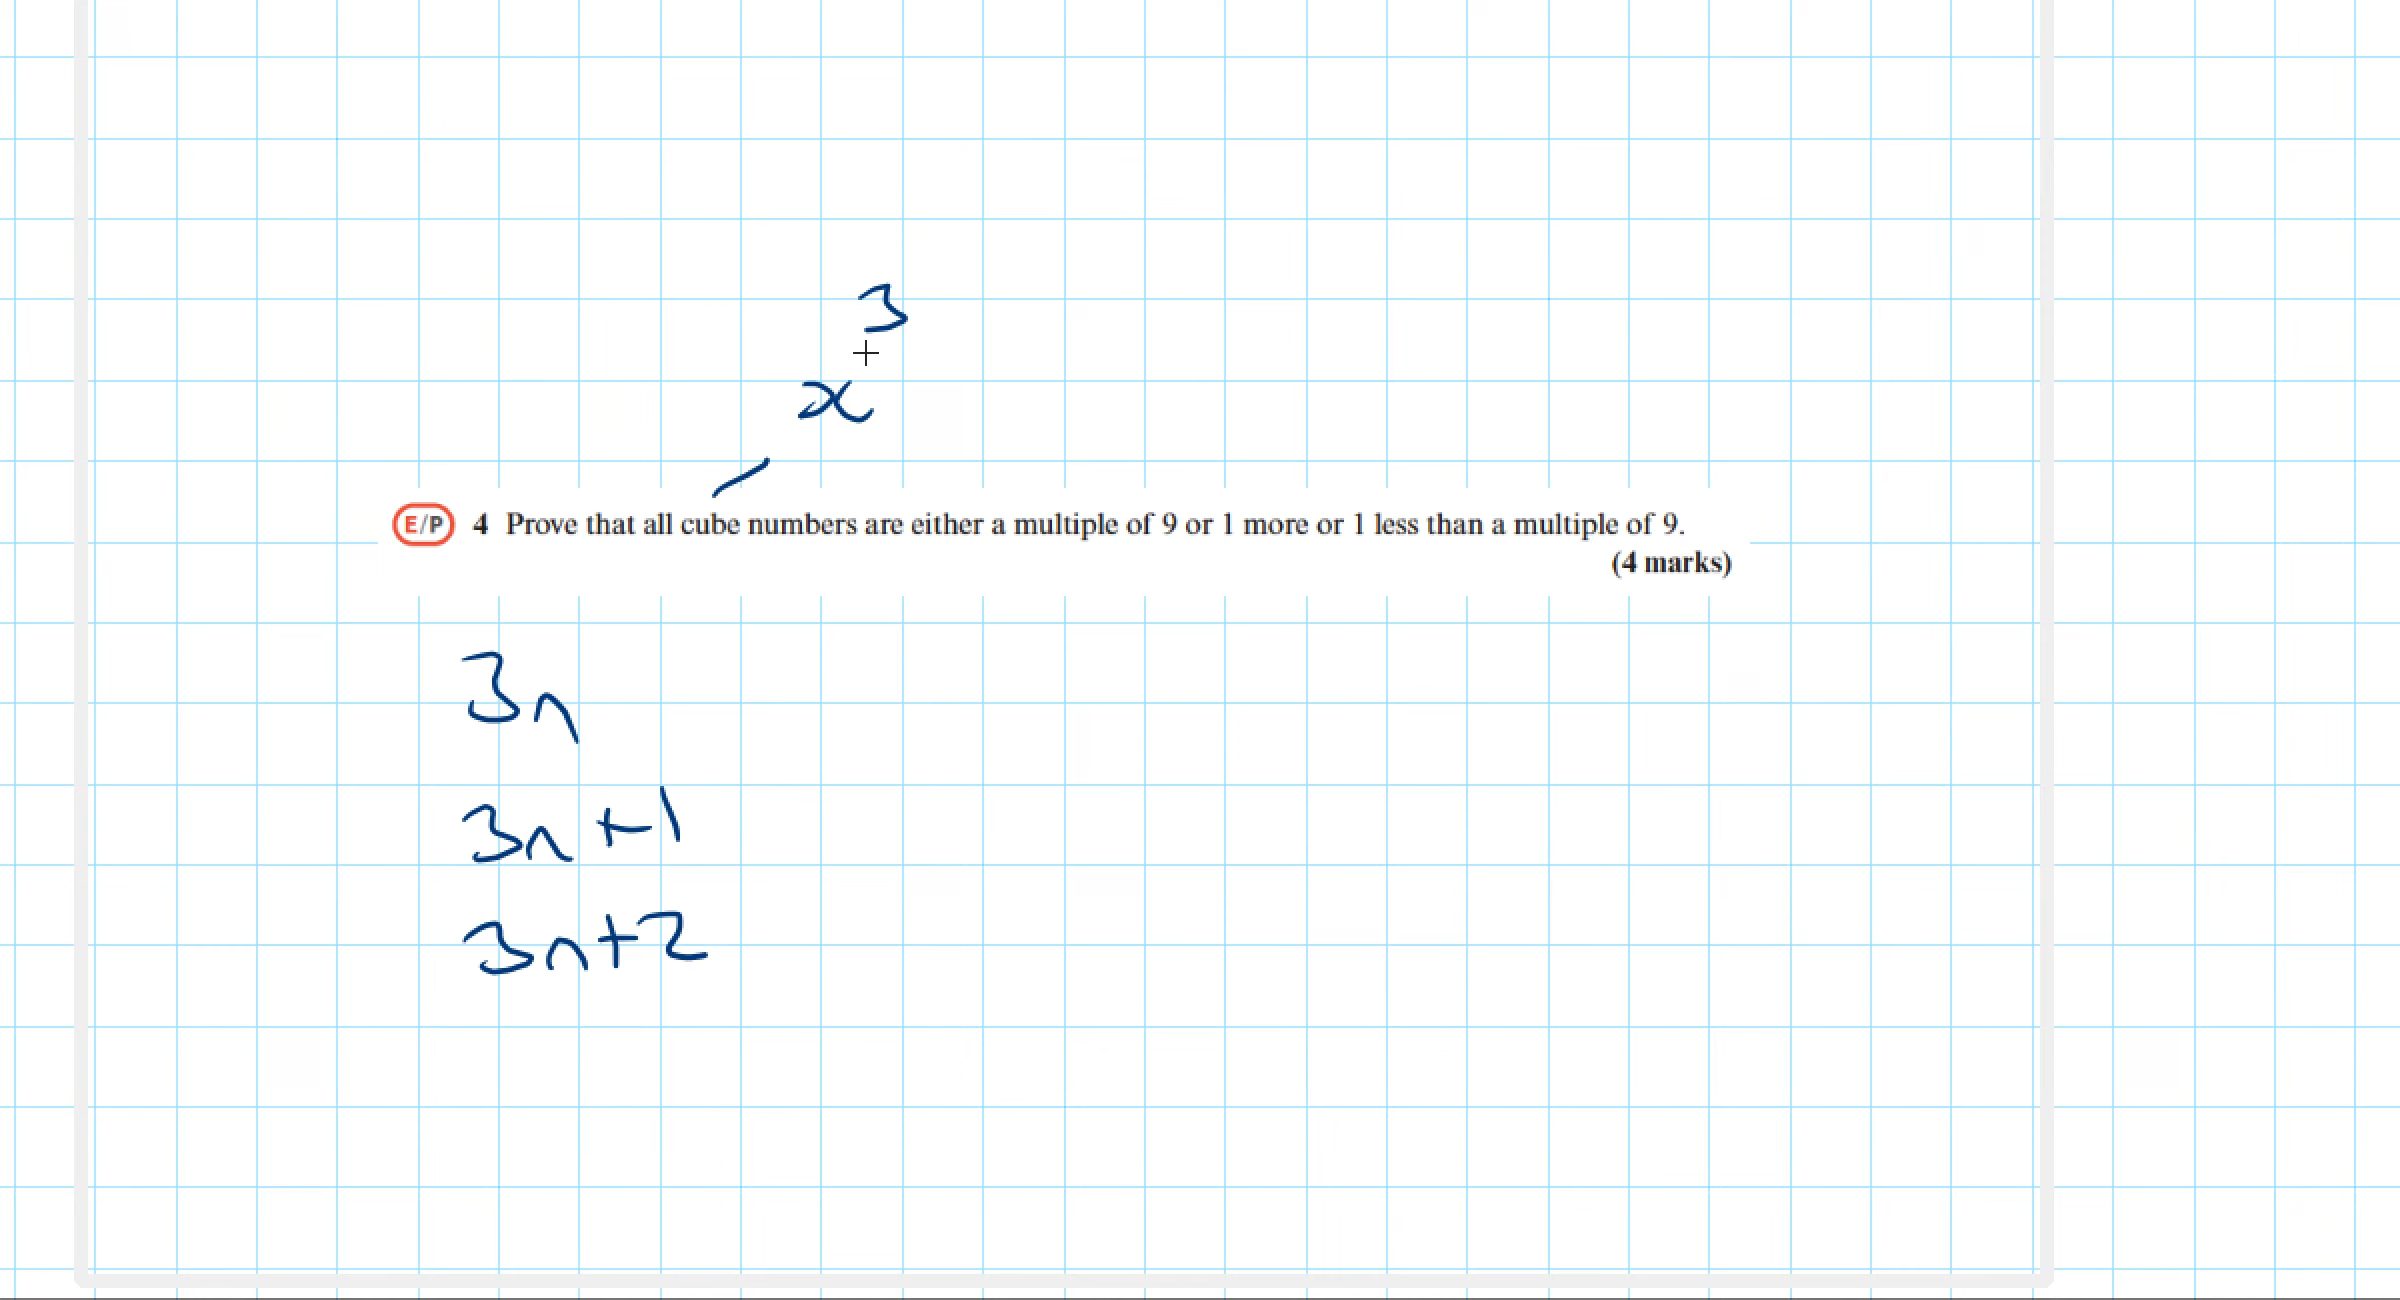 x³
E/P 4 Prove that all cube numbers are either a multiple of 9 or 1 more or 1 less than a multiple of 9.
(4 marks)
3n
3n+1
3n+2